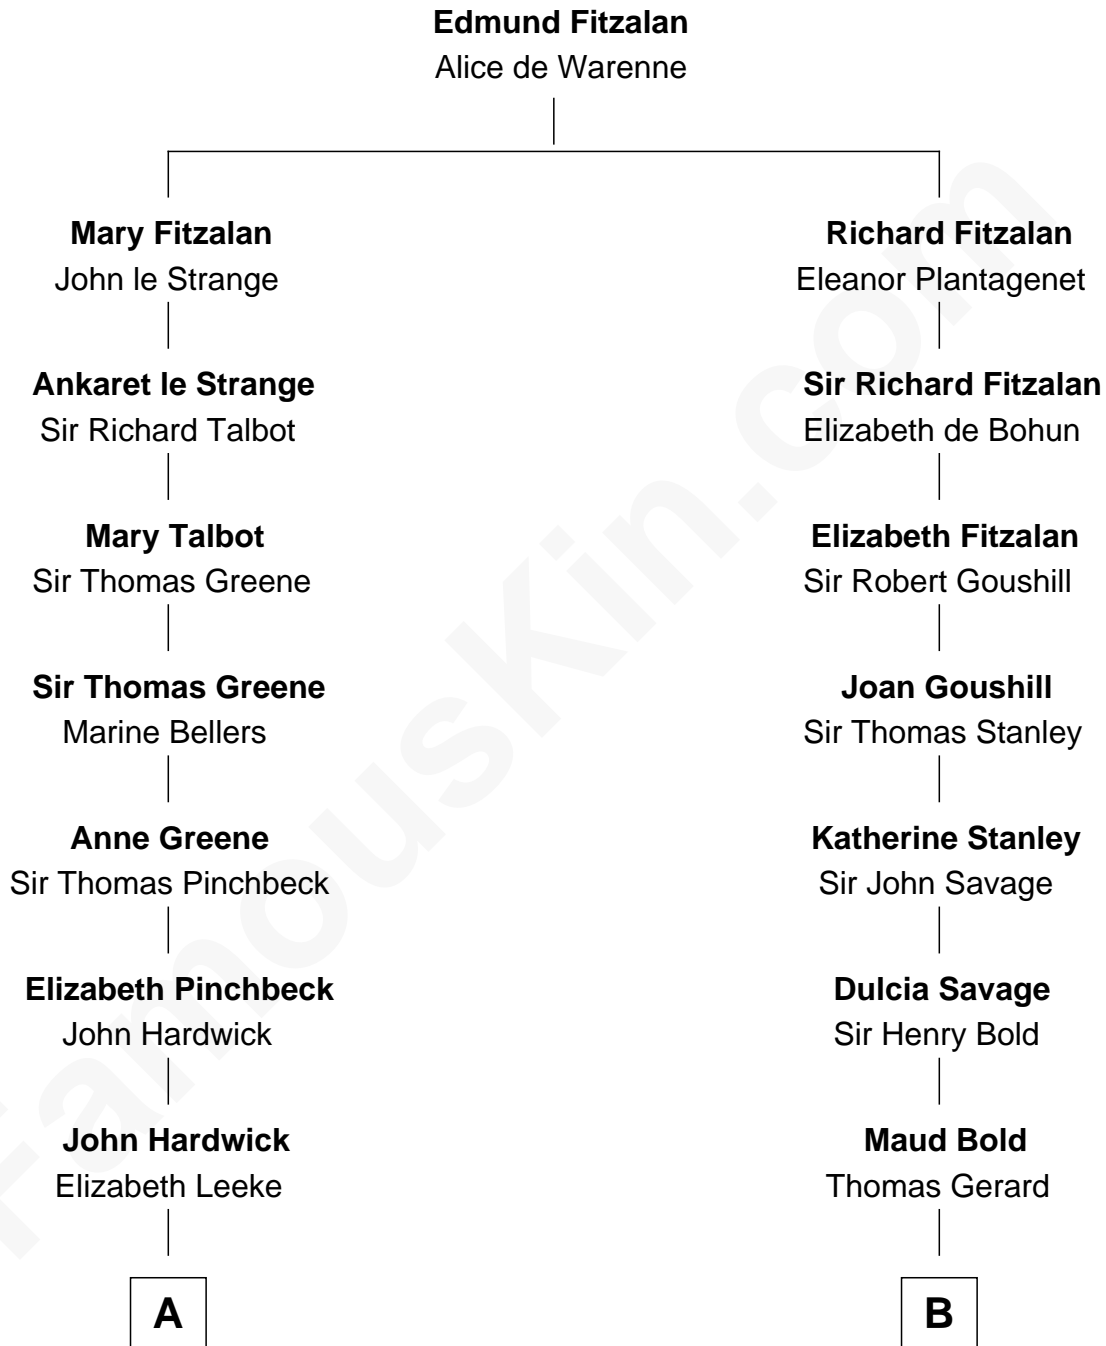 Edmund Fitzalan
Alice de Warenne
Mary Fitzalan
John le Strange
Richard Fitzalan
Eleanor Plantagenet
Ankaret le Strange
Sir Richard Talbot
Sir Richard Fitzalan
Elizabeth de Bohun
Mary Talbot
Sir Thomas Greene
Elizabeth Fitzalan
Sir Robert Goushill
Sir Thomas Greene
Marine Bellers
Joan Goushill
Sir Thomas Stanley
Anne Greene
Sir Thomas Pinchbeck
Katherine Stanley
Sir John Savage
Elizabeth Pinchbeck
John Hardwick
Dulcia Savage
Sir Henry Bold
John Hardwick
Elizabeth Leeke
Maud Bold
Thomas Gerard
A
B
FamousKin.com